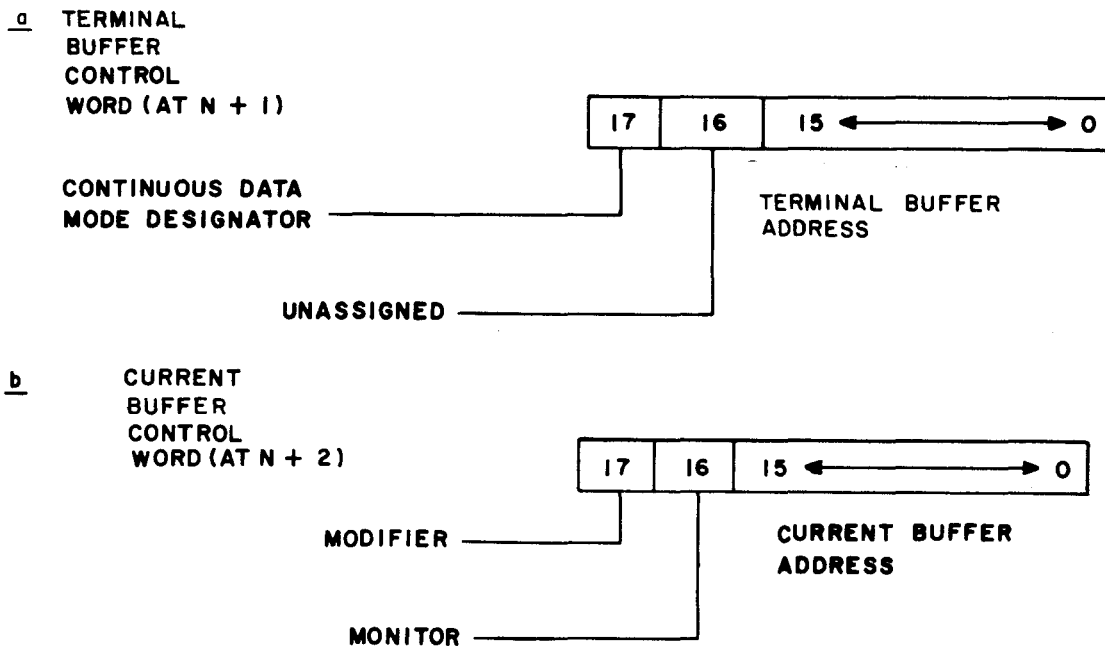 a TERMINAL
BUFFER
CONTROL
WORD (AT N + 1)
17 16 15 0
CONTINUOUS DATA
MODE DESIGNATOR
TERMINAL BUFFER
ADDRESS
UNASSIGNED
b CURRENT
BUFFER
CONTROL
WORD (AT N + 2)
17 16 15 0
MODIFIER
CURRENT BUFFER
ADDRESS
MONITOR